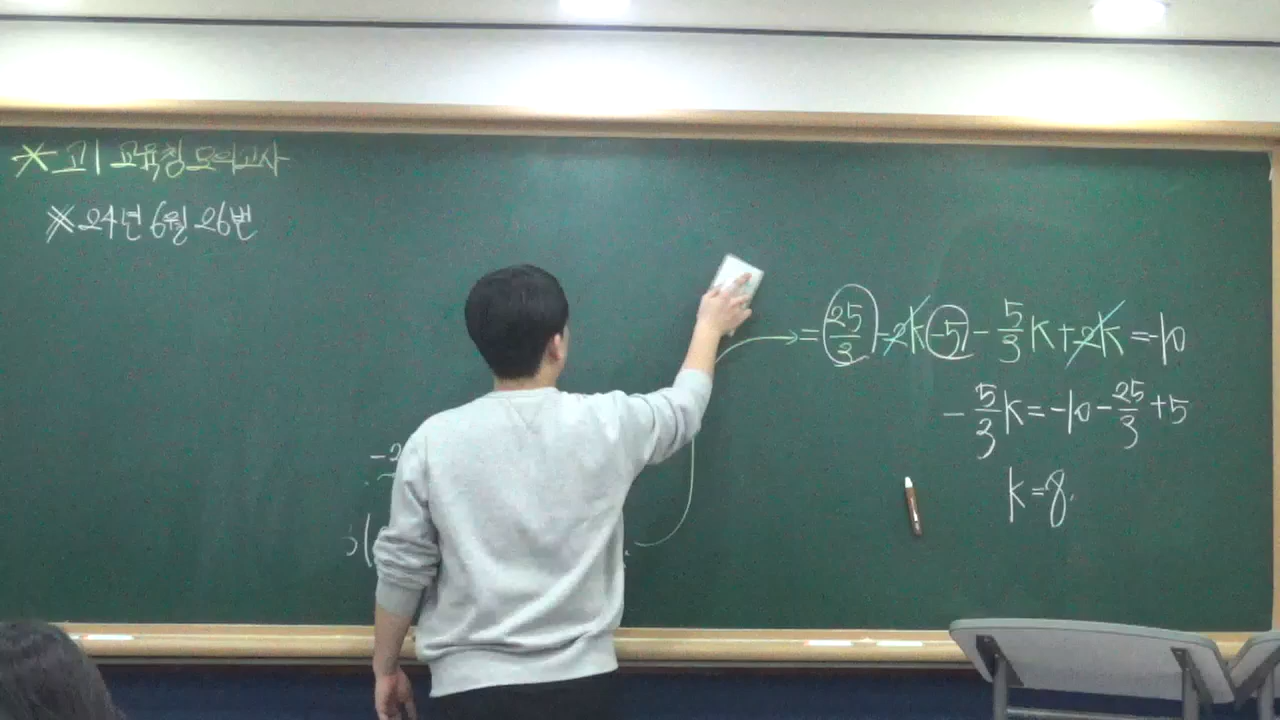 ※ 고1 교육청 모의고사
※ 24년 6월 26번
= 25/3 - 2k - 5 - 5/3 k + 2k = -10
- 5/3 k = -10 - 25/3 + 5
k = 8.
-2